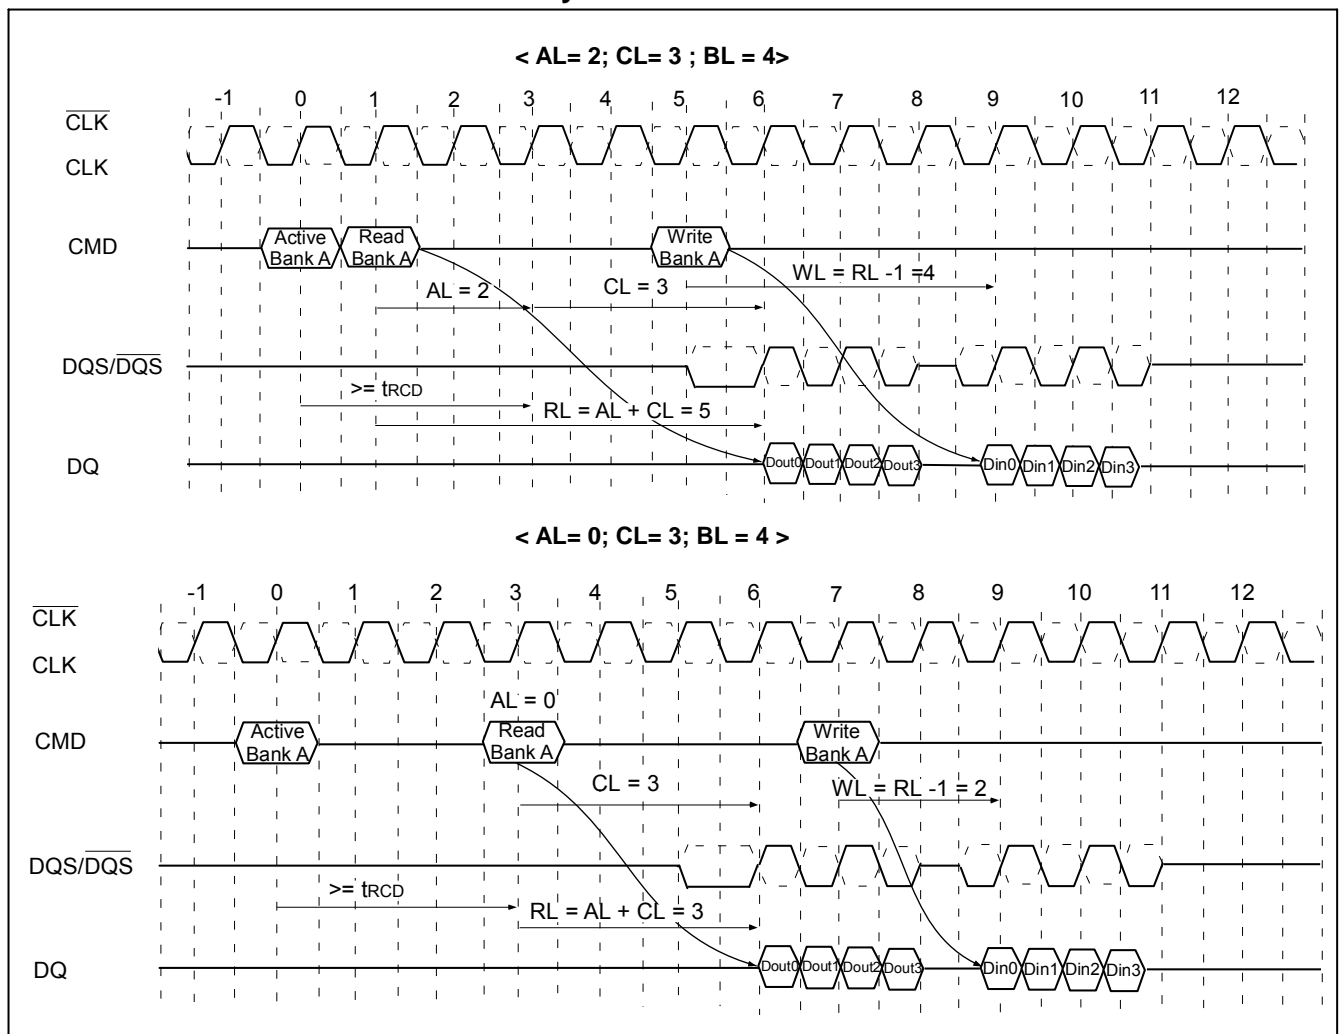 < AL= 2; CL= 3 ; BL = 4>
-1 0 1 2 3 4 5 6 7 8 9 10 11 12
CLK
CLK
CMD
Active Bank A
Read Bank A
Write Bank A
WL = RL -1 =4
AL = 2
CL = 3
DQS/DQS
>= tRCD
RL = AL + CL = 5
DQ
Dout0 Dout1 Dout2 Dout3
Din0 Din1 Din2 Din3
< AL= 0; CL= 3; BL = 4 >
-1 0 1 2 3 4 5 6 7 8 9 10 11 12
CLK
CLK
AL = 0
CMD
Active Bank A
Read Bank A
Write Bank A
CL = 3
WL = RL -1 = 2
DQS/DQS
>= tRCD
RL = AL + CL = 3
DQ
Dout0 Dout1 Dout2 Dout3
Din0 Din1 Din2 Din3